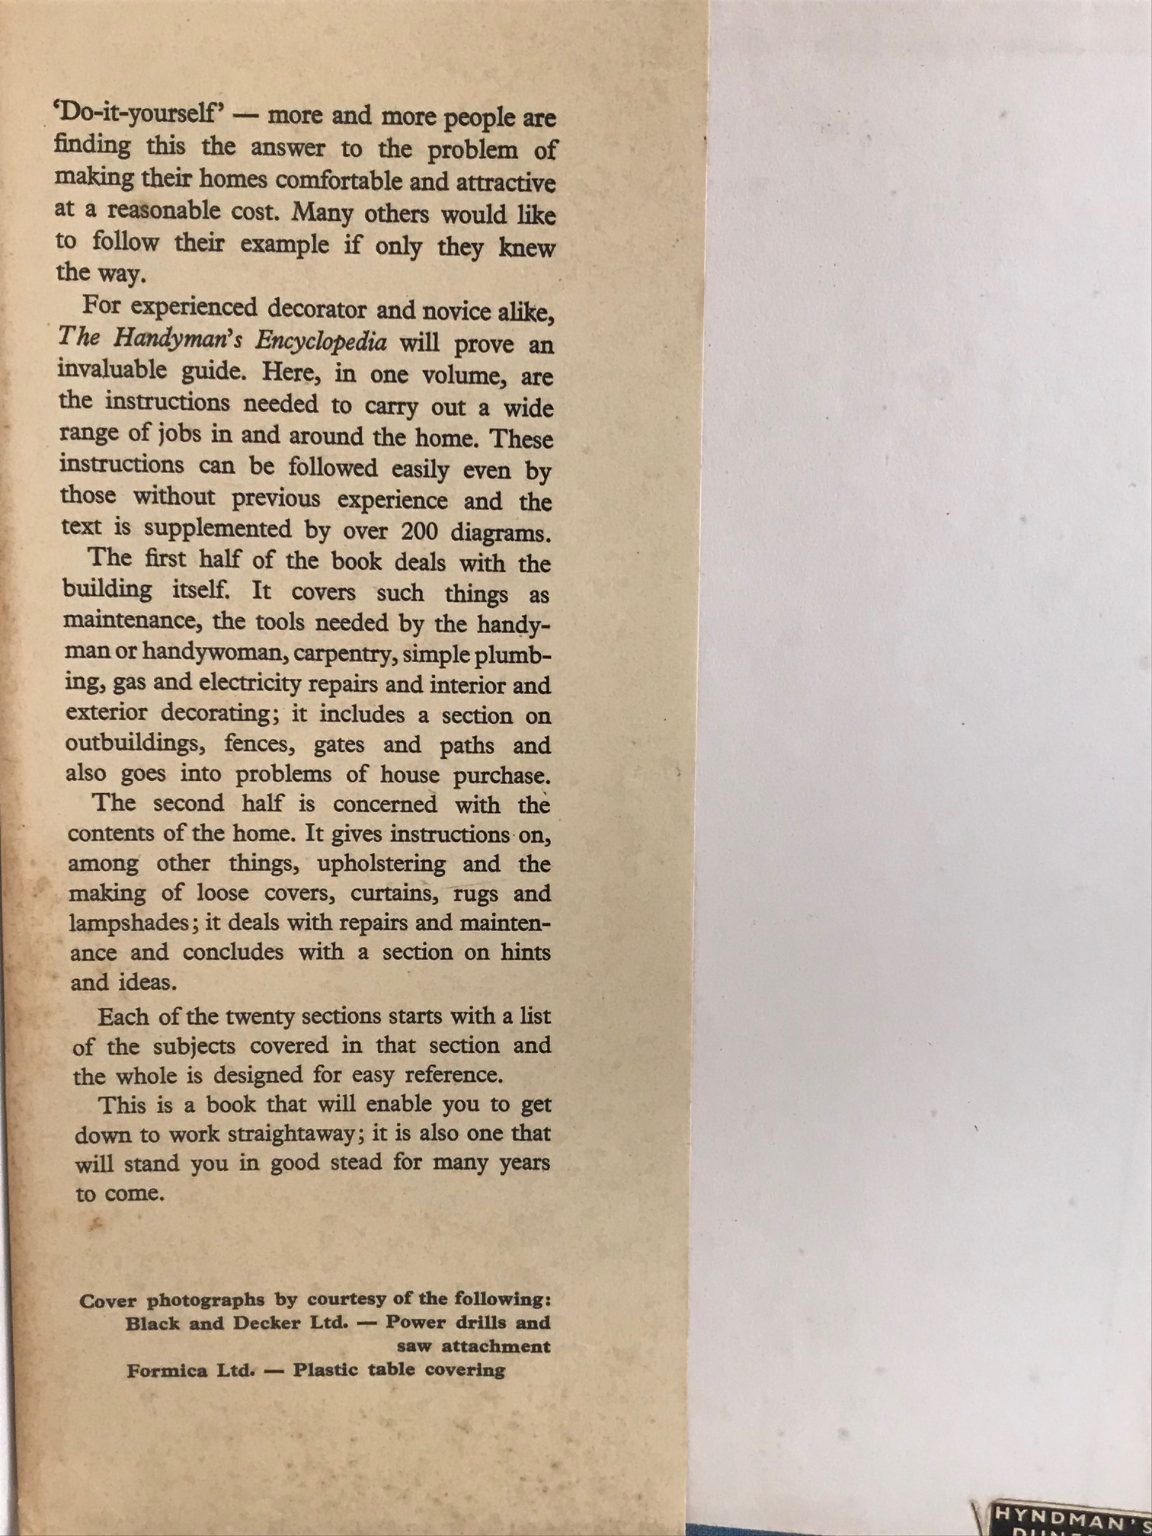 ‘Do-it-yourself’ — more and more people are
finding this the answer to the problem of
making their homes comfortable and attractive
at a reasonable cost. Many others would like
to follow their example if only they knew
the way.
For experienced decorator and novice alike,
The Handyman's Encyclopedia will prove an
invaluable guide. Here, in one volume, are
the instructions needed to carry out a wide
range of jobs in and around the home. These
instructions can be followed easily even by
those without previous experience and the
text is supplemented by over 200 diagrams.
The first half of the book deals with the
building itself. It covers such things as
maintenance, the tools needed by the handy-
man or handywoman, carpentry, simple plumb-
ing, gas and electricity repairs and interior and
exterior decorating; it includes a section on
outbuildings, fences, gates and paths and
also goes into problems of house purchase.
The second half is concerned with the
contents of the home. It gives instructions on,
among other things, upholstering and the
making of loose covers, curtains, rugs and
lampshades; it deals with repairs and mainten-
ance and concludes with a section on hints
and ideas.
Each of the twenty sections starts with a list
of the subjects covered in that section and
the whole is designed for easy reference.
This is a book that will enable you to get
down to work straightaway; it is also one that
will stand you in good stead for many years
to come.
Cover photographs by courtesy of the following:
Black and Decker Ltd. — Power drills and
saw attachment
Formica Ltd. — Plastic table covering
HYNDMAN'S